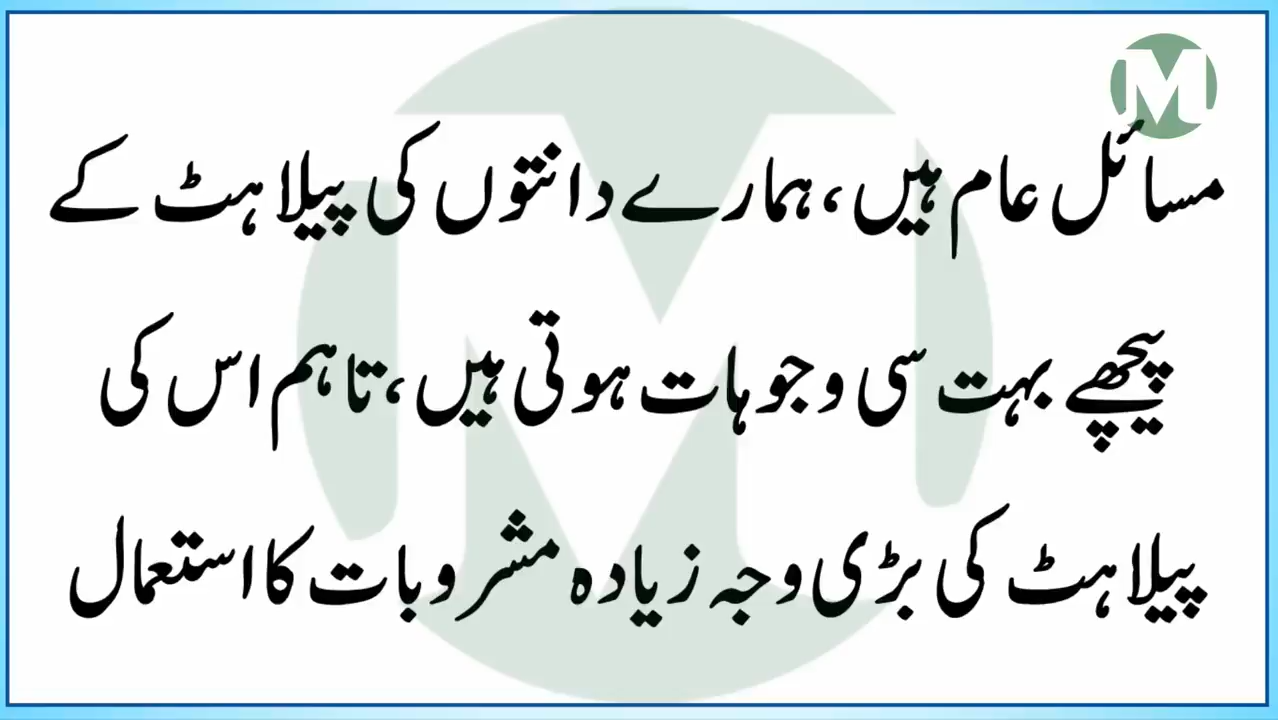 M
مسائل عام ہیں، ہمارے دانتوں کی پیلاہٹ کے
پیچھے بہت سی وجوہات ہوتی ہیں، تاہم اس کی
پیلاہٹ کی بڑی وجہ زیادہ مشروبات کا استعمال